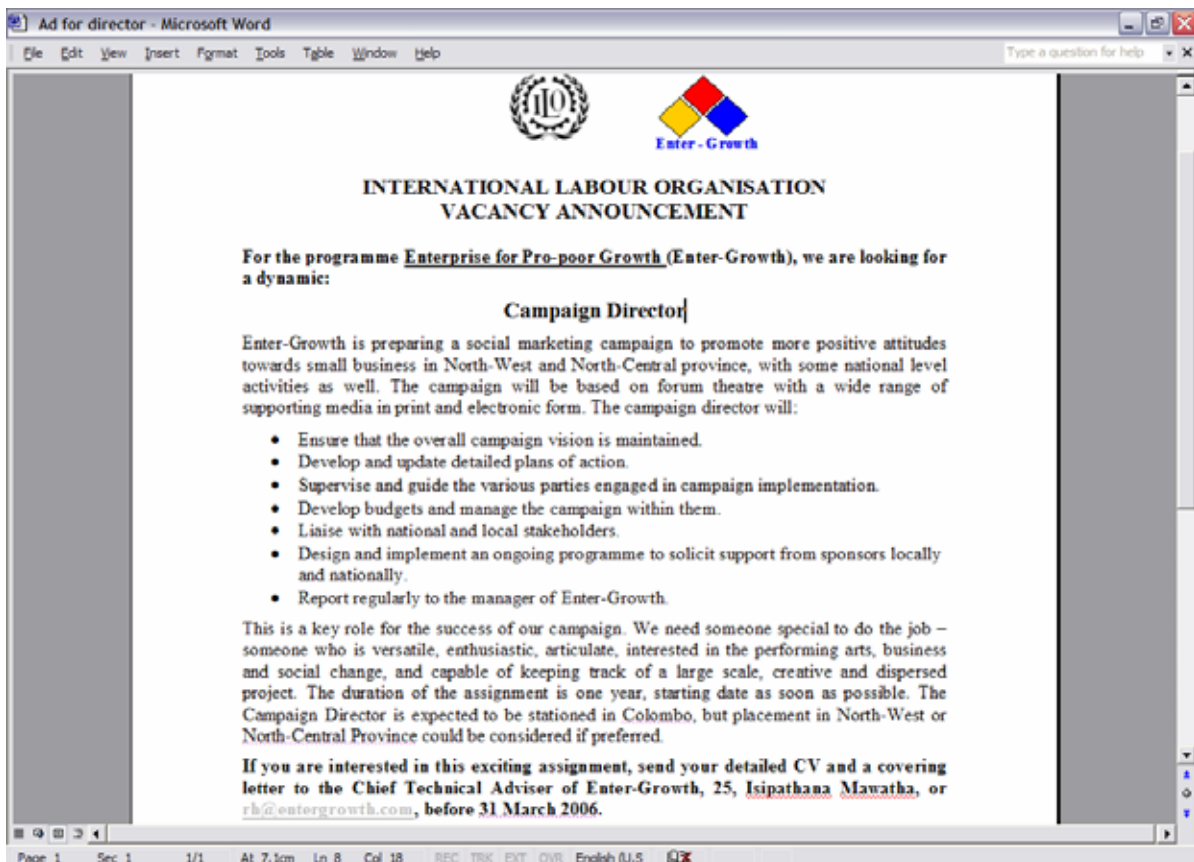 Ad for director - Microsoft Word
File Edit View Insert Format Tools Table Window Help
Type a question for help
ILO
Enter - Growth
INTERNATIONAL LABOUR ORGANISATION
VACANCY ANNOUNCEMENT
For the programme Enterprise for Pro-poor Growth (Enter-Growth), we are looking for
a dynamic:
Campaign Director
Enter-Growth is preparing a social marketing campaign to promote more positive attitudes
towards small business in North-West and North-Central province, with some national level
activities as well. The campaign will be based on forum theatre with a wide range of
supporting media in print and electronic form. The campaign director will:
• Ensure that the overall campaign vision is maintained.
• Develop and update detailed plans of action.
• Supervise and guide the various parties engaged in campaign implementation.
• Develop budgets and manage the campaign within them.
• Liaise with national and local stakeholders.
• Design and implement an ongoing programme to solicit support from sponsors locally
and nationally.
• Report regularly to the manager of Enter-Growth.
This is a key role for the success of our campaign. We need someone special to do the job –
someone who is versatile, enthusiastic, articulate, interested in the performing arts, business
and social change, and capable of keeping track of a large scale, creative and dispersed
project. The duration of the assignment is one year, starting date as soon as possible. The
Campaign Director is expected to be stationed in Colombo, but placement in North-West or
North-Central Province could be considered if preferred.
If you are interested in this exciting assignment, send your detailed CV and a covering
letter to the Chief Technical Adviser of Enter-Growth, 25, Isipathana Mawatha, or
rh@entergrowth.com, before 31 March 2006.
Page 1 Sec 1 1/1 At 7.1cm Ln 8 Col 18 REC TRK EXT OVR English (U.S